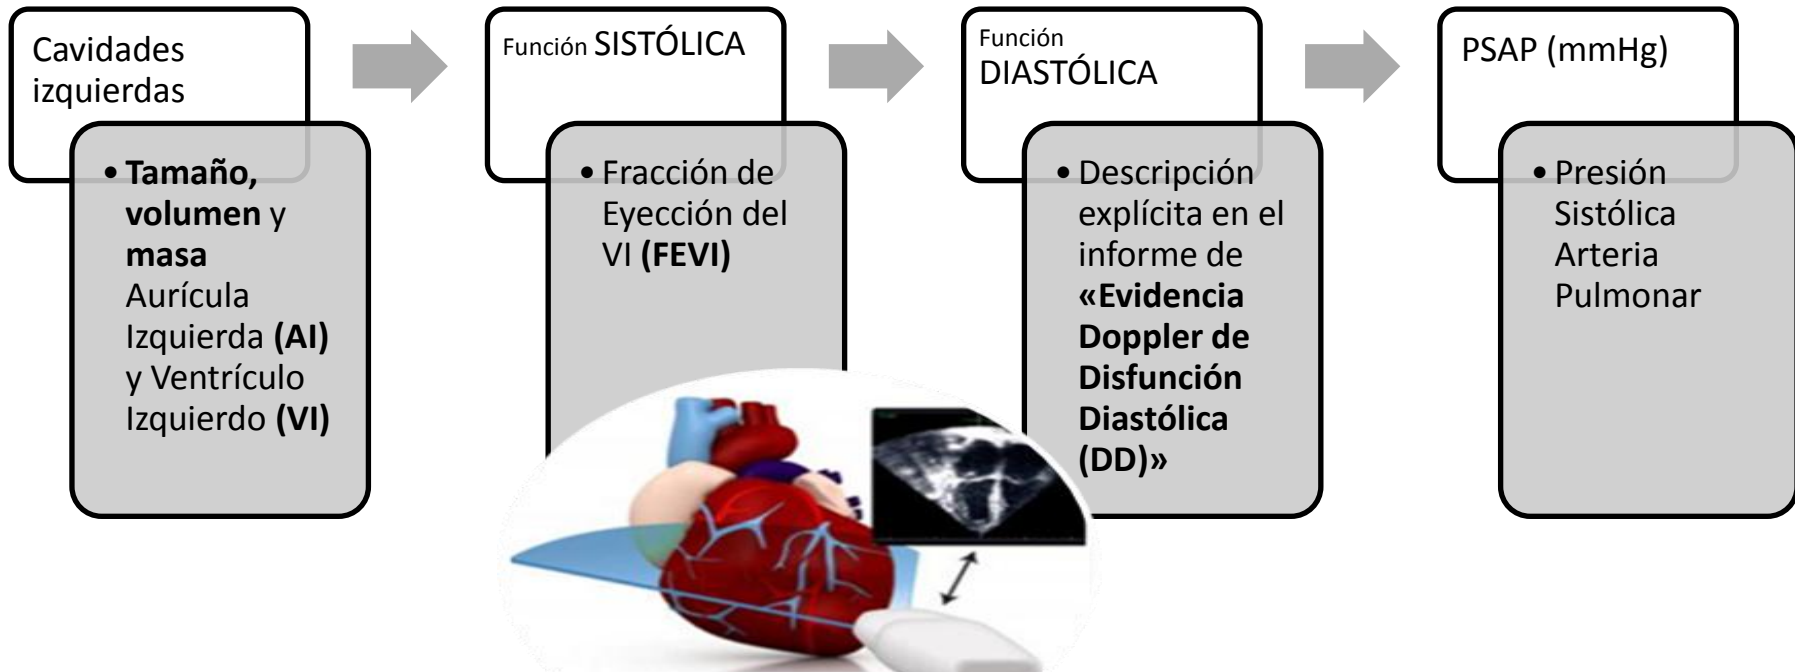 Cavidades
izquierdas
• Tamaño,
volumen y
masa
Aurícula
Izquierda (AI)
y Ventrículo
Izquierdo (VI)
Función SISTÓLICA
• Fracción de
Eyección del
VI (FEVI)
Función
DIASTÓLICA
• Descripción
explícita en el
informe de
«Evidencia
Doppler de
Disfunción
Diastólica
(DD)»
PSAP (mmHg)
• Presión
Sistólica
Arteria
Pulmonar